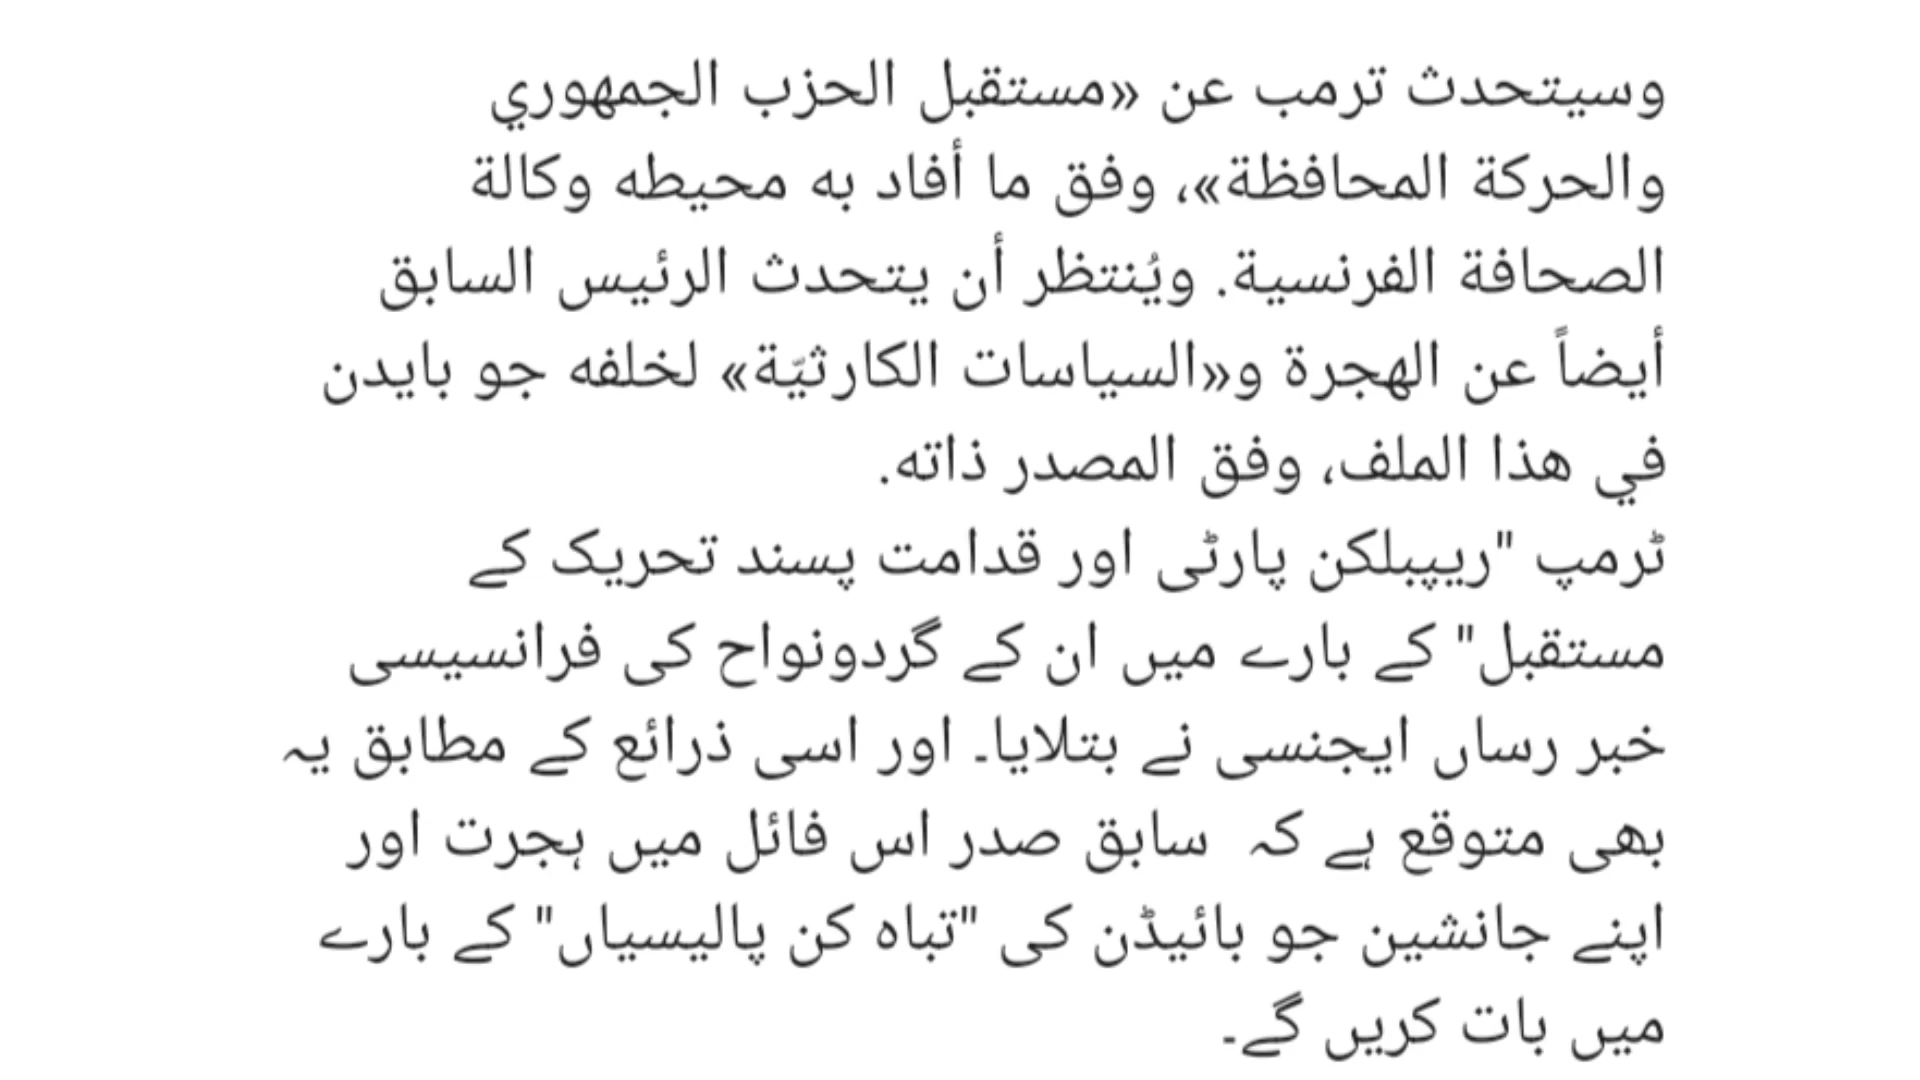 وسيتحدث ترمب عن «مستقبل الحزب الجمهوري
والحركة المحافظة»، وفق ما أفاد به محيطه وكالة
الصحافة الفرنسية. ويُنتظر أن يتحدث الرئيس السابق
أيضاً عن الهجرة و«السياسات الكارثيّة» لخلفه جو بايدن
في هذا الملف، وفق المصدر ذاته.
ٹرمپ "ریپبلکن پارٹی اور قدامت پسند تحریک کے
مستقبل" کے بارے میں ان کے گردونواح کی فرانسیسی
خبر رساں ایجنسی نے بتلایا۔ اور اسی ذرائع کے مطابق یہ
بھی متوقع ہے کہ سابق صدر اس فائل میں ہجرت اور
اپنے جانشین جو بائیڈن کی "تباہ کن پالیسیاں" کے بارے
میں بات کریں گے۔